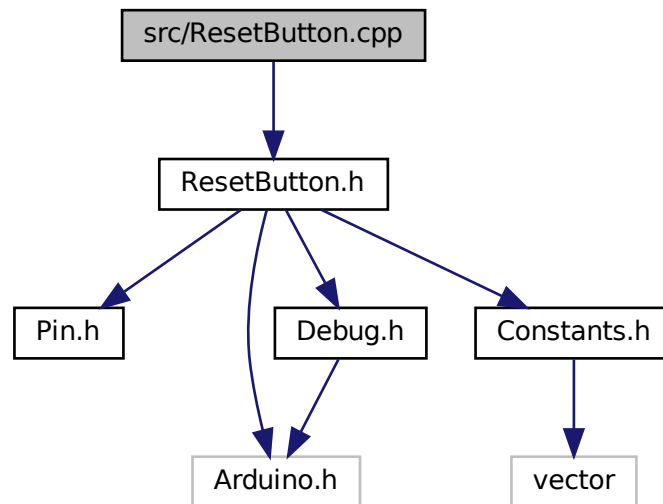 src/ResetButton.cpp
ResetButton.h
Pin.h
Debug.h
Constants.h
Arduino.h
vector